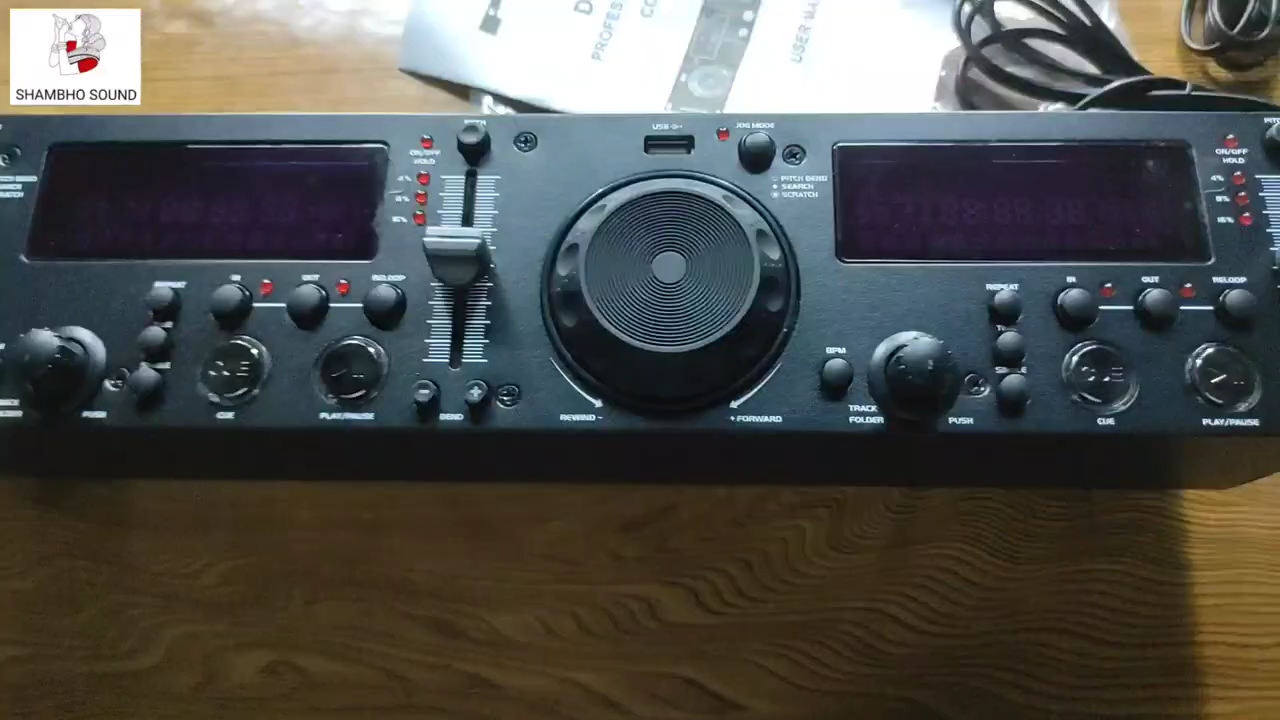 SHAMBHO SOUND
PROFES
USER MA
USB
JOG MODE
PITCH BEND
SEARCH
SCRATCH
ON/OFF
HOLD
4%
8%
16%
IN
OUT
RELOOP
CUE
PLAY/PAUSE
BEND
PUSH
REWIND -
+ FORWARD
BPM
TRACK
FOLDER
PUSH
REPEAT
IN
OUT
RELOOP
CUE
PLAY/PAUSE
ON/OFF
HOLD
4%
8%
16%